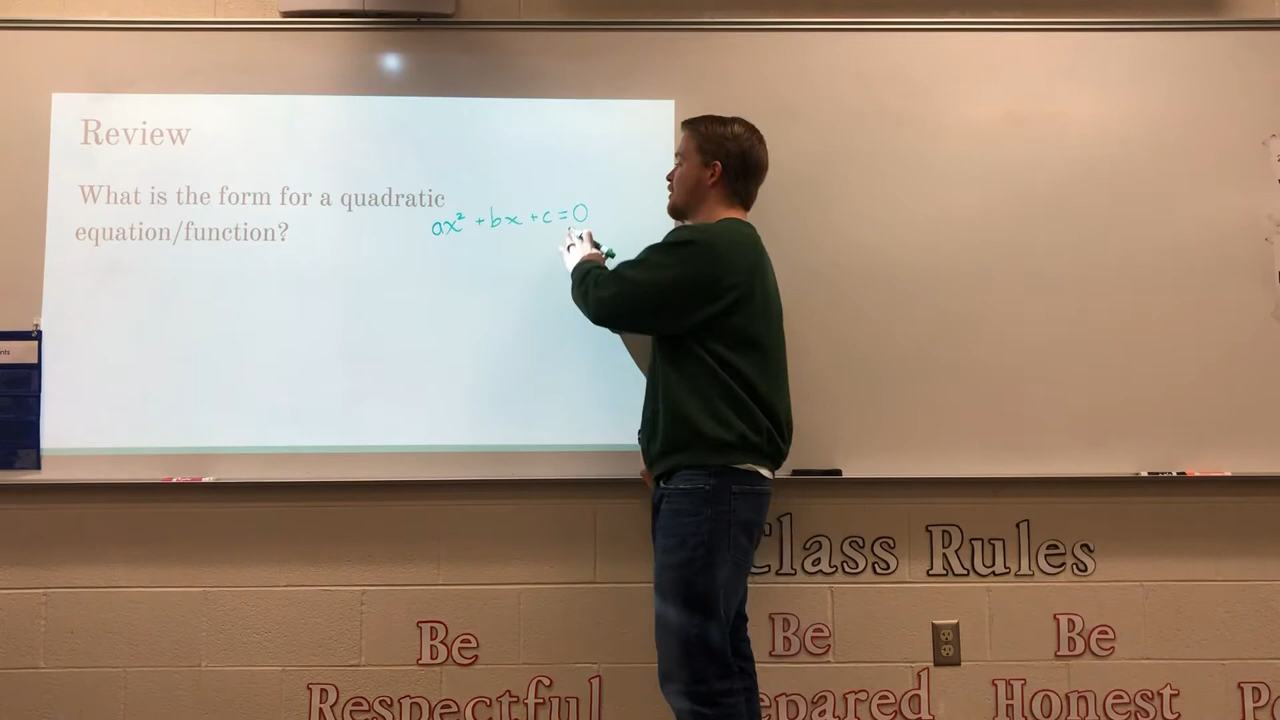 Review
What is the form for a quadratic
equation/function?
ax² + bx + c = 0
nts
Class Rules
Be
Respectful
Be
Be
Honest